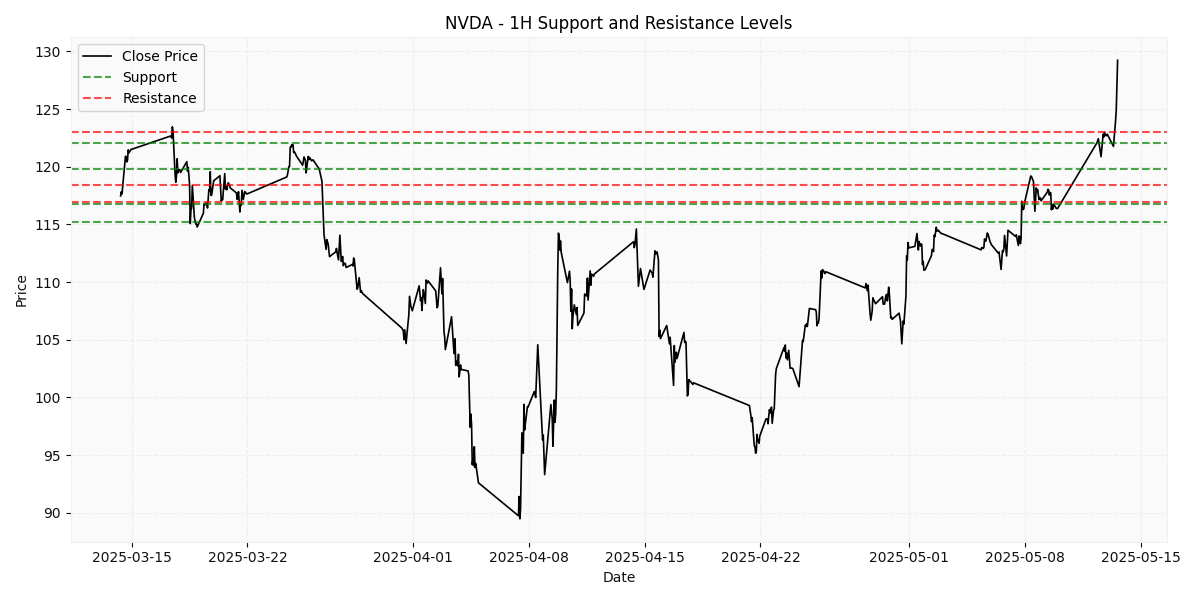 NVDA - 1H Support and Resistance Levels
Close Price
Support
Resistance
Price
130
125
120
115
110
105
100
95
90
2025-03-15 2025-03-22 2025-04-01 2025-04-08 2025-04-15 2025-04-22 2025-05-01 2025-05-08 2025-05-15
Date